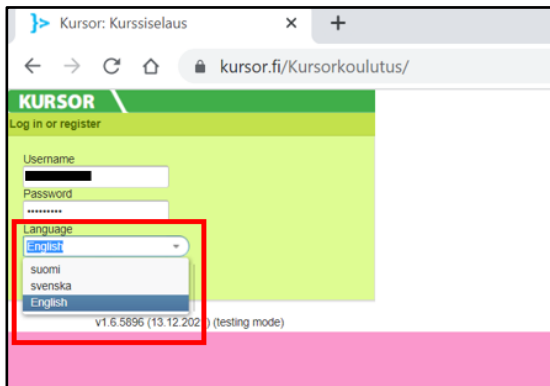 Kursor: Kurssiselaus
kursor.fi/Kursorkoulutus/
KURSOR
Log in or register
Username
Password
Language
English
suomi
svenska
English
v1.6.5896 (13.12.202 ) (testing mode)